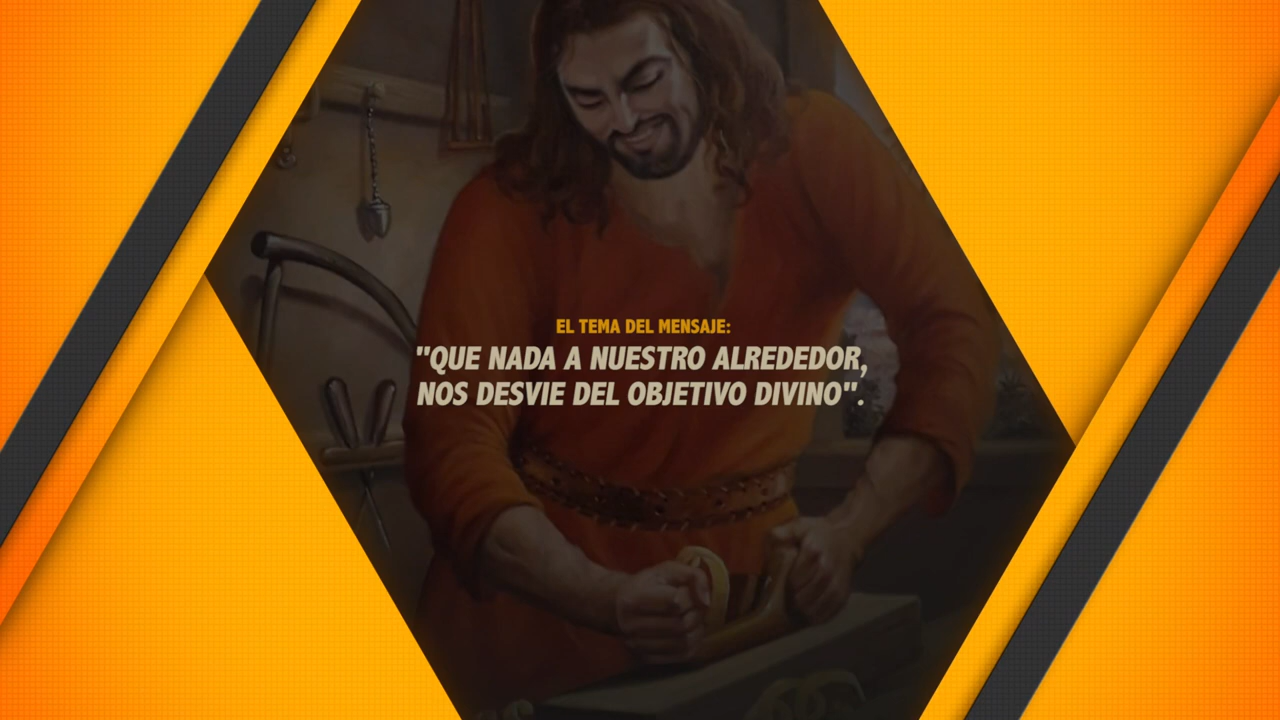 EL TEMA DEL MENSAJE:
"QUE NADA A NUESTRO ALREDEDOR,
NOS DESVIE DEL OBJETIVO DIVINO".